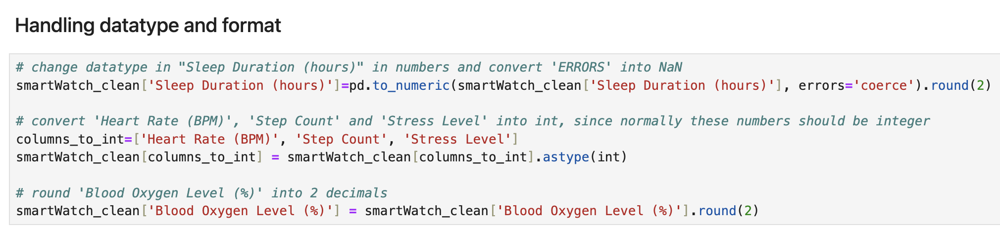 Handling datatype and format
# change datatype in "Sleep Duration (hours)" in numbers and convert 'ERRORS' into NaN
smartWatch_clean['Sleep Duration (hours)']=pd.to_numeric(smartWatch_clean['Sleep Duration (hours)'], errors='coerce').round(2)
# convert 'Heart Rate (BPM)', 'Step Count' and 'Stress Level' into int, since normally these numbers should be integer
columns_to_int=['Heart Rate (BPM)', 'Step Count', 'Stress Level']
smartWatch_clean[columns_to_int] = smartWatch_clean[columns_to_int].astype(int)
# round 'Blood Oxygen Level (%)' into 2 decimals
smartWatch_clean['Blood Oxygen Level (%)'] = smartWatch_clean['Blood Oxygen Level (%)'].round(2)